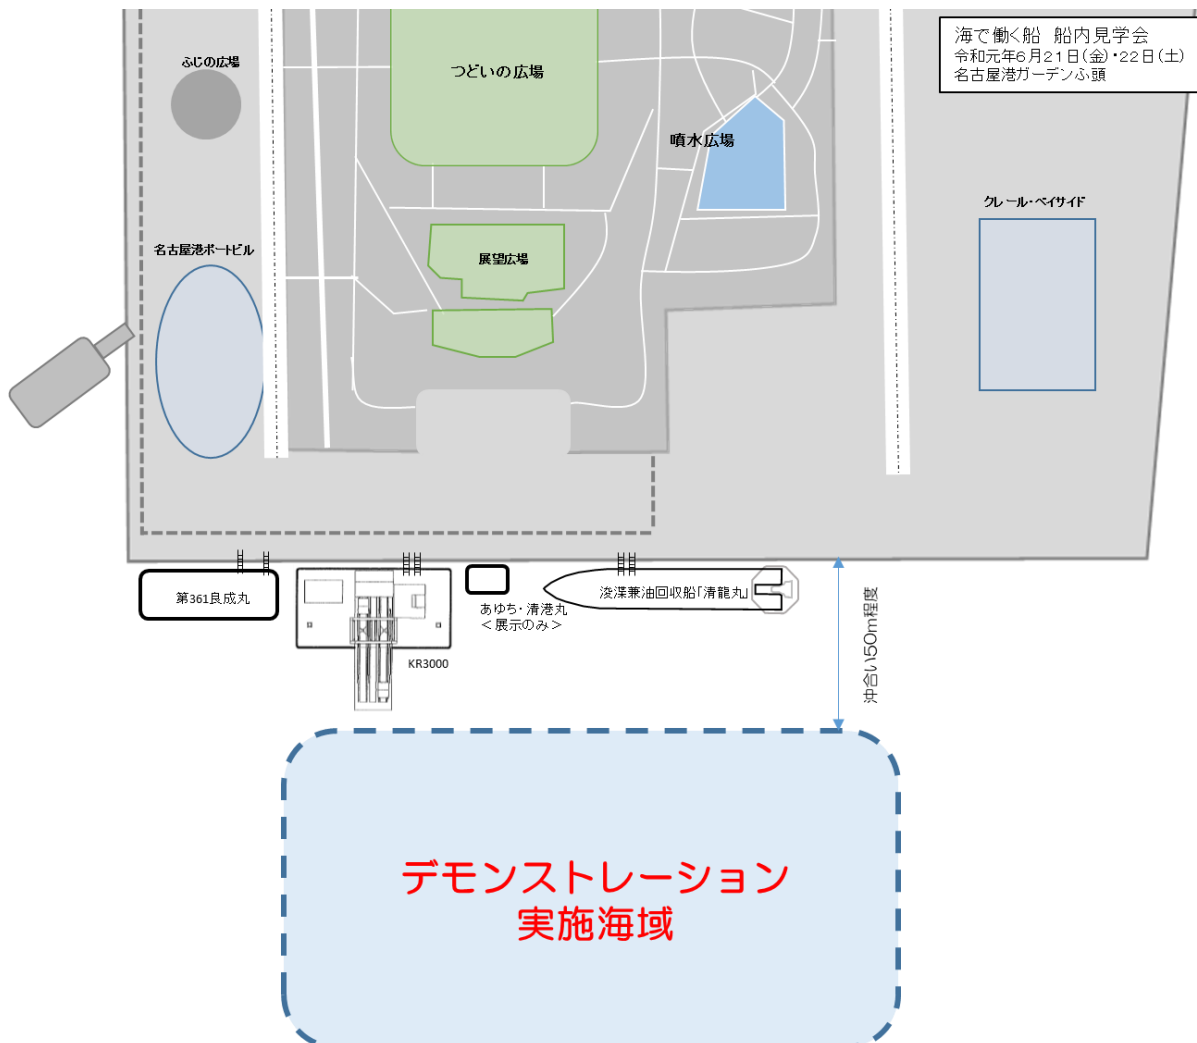 海で働く船 船内見学会
令和元年6月21日(金)・22日(土)
名古屋港ガーデンふ頭
ふじの広場
つどいの広場
噴水広場
クレール・ベイサイド
名古屋港ポートビル
展望広場
第361良成丸
KR3000
あゆち・清港丸
＜展示のみ＞
浚渫兼油回収船「清龍丸」
沖合い50m程度
デモンストレーション
実施海域